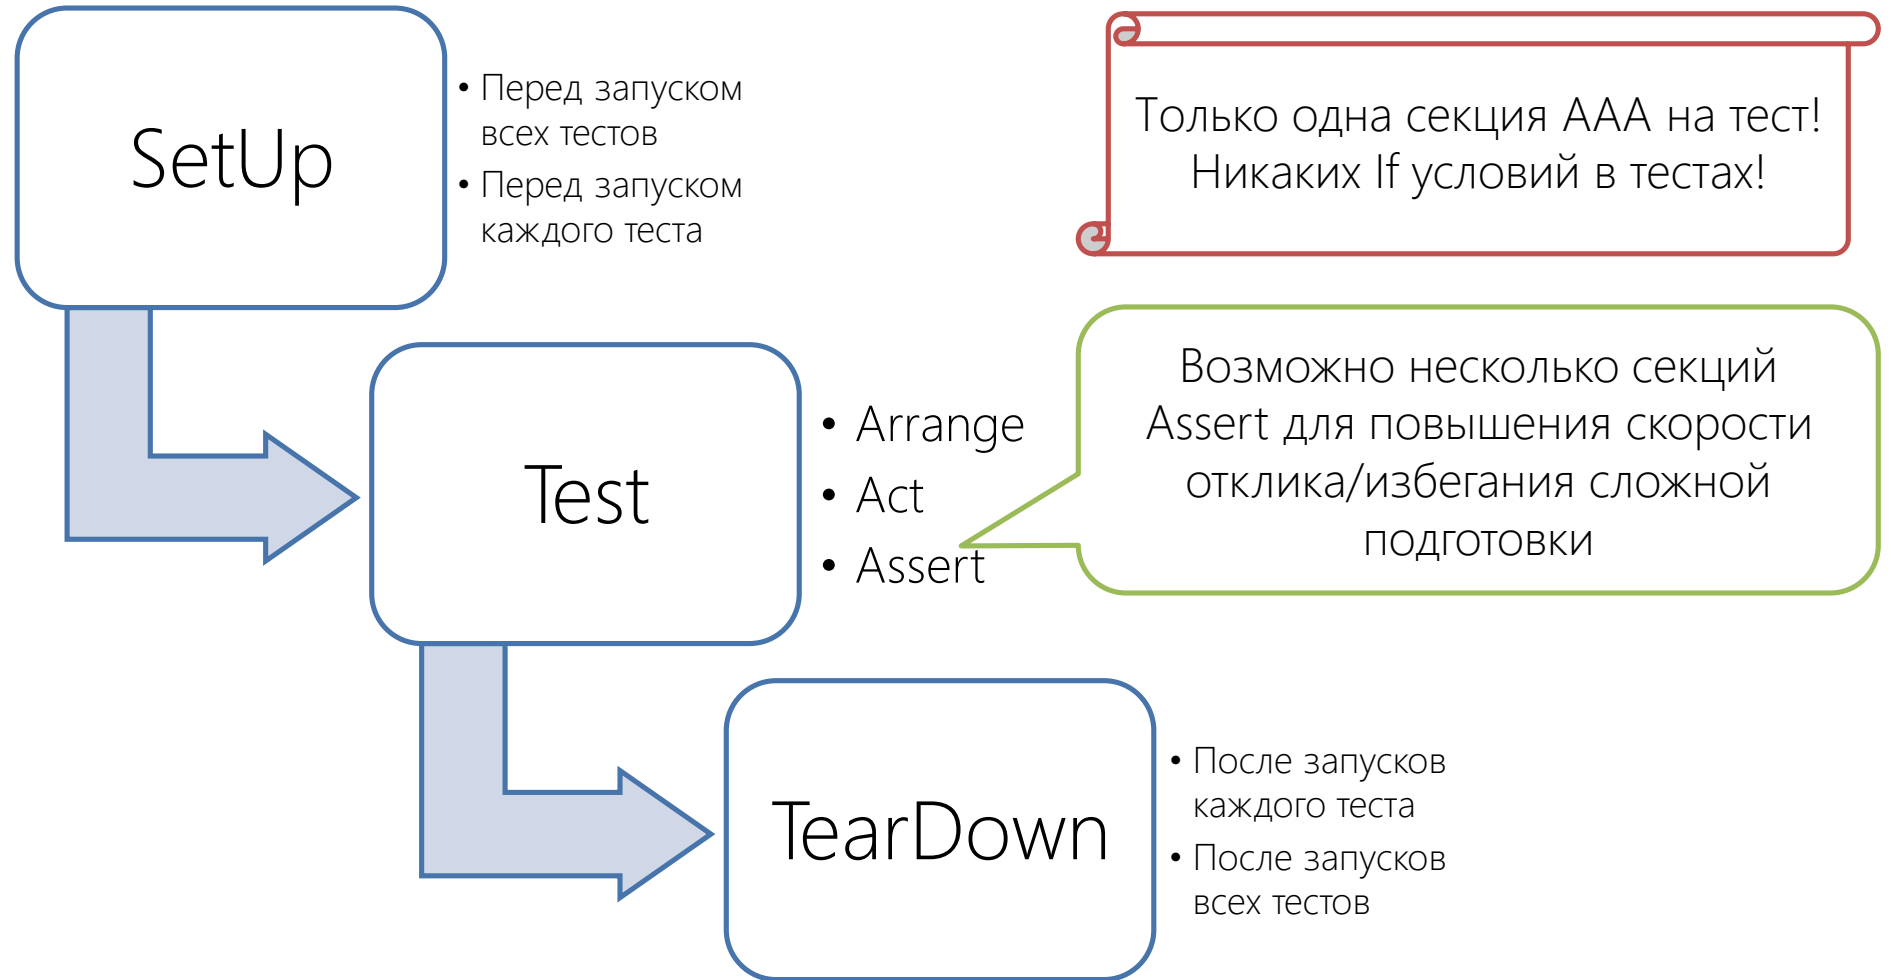 SetUp
• Перед запуском
всех тестов
• Перед запуском
каждого теста
Только одна секция ААА на тест!
Никаких If условий в тестах!
Test
• Arrange
• Act
• Assert
Возможно несколько секций
Assert для повышения скорости
отклика/избегания сложной
подготовки
TearDown
• После запусков
каждого теста
• После запусков
всех тестов